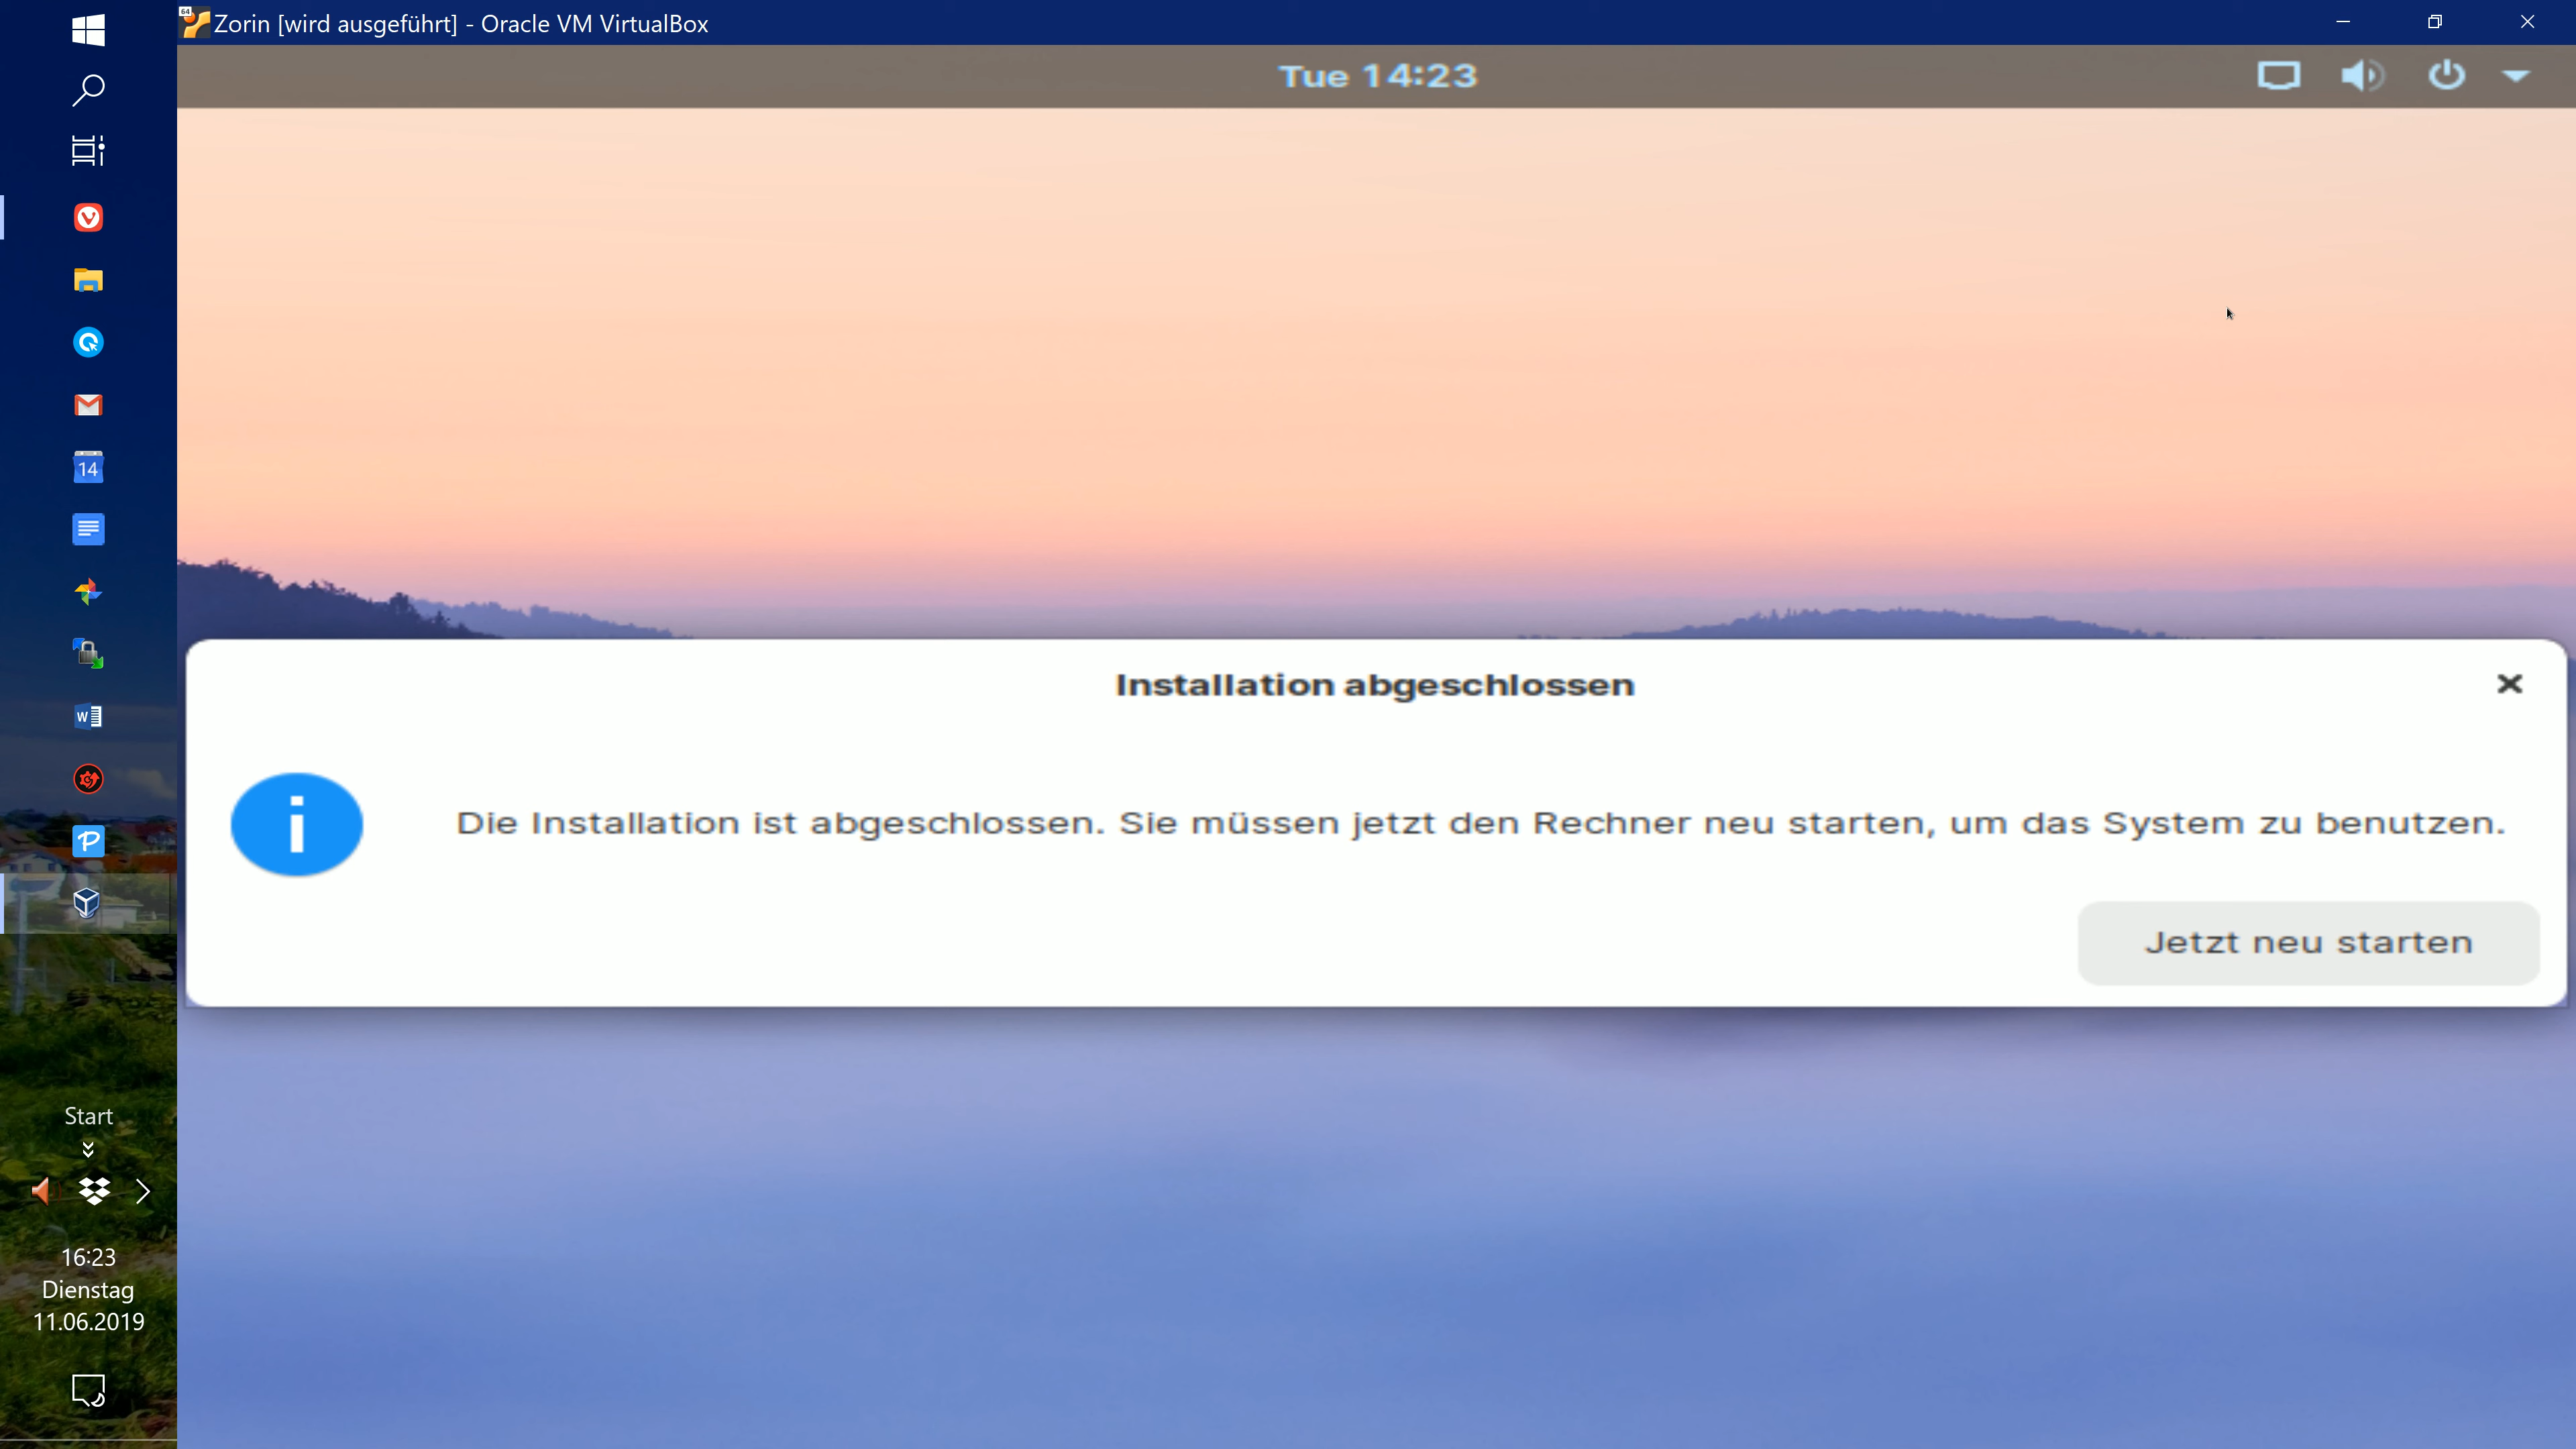 64
Zorin [wird ausgeführt] - Oracle VM VirtualBox
Tue 14:23
14
W
Installation abgeschlossen
i
Die Installation ist abgeschlossen. Sie müssen jetzt den Rechner neu starten, um das System zu benutzen.
Jetzt neu starten
Start
16:23
Dienstag
11.06.2019